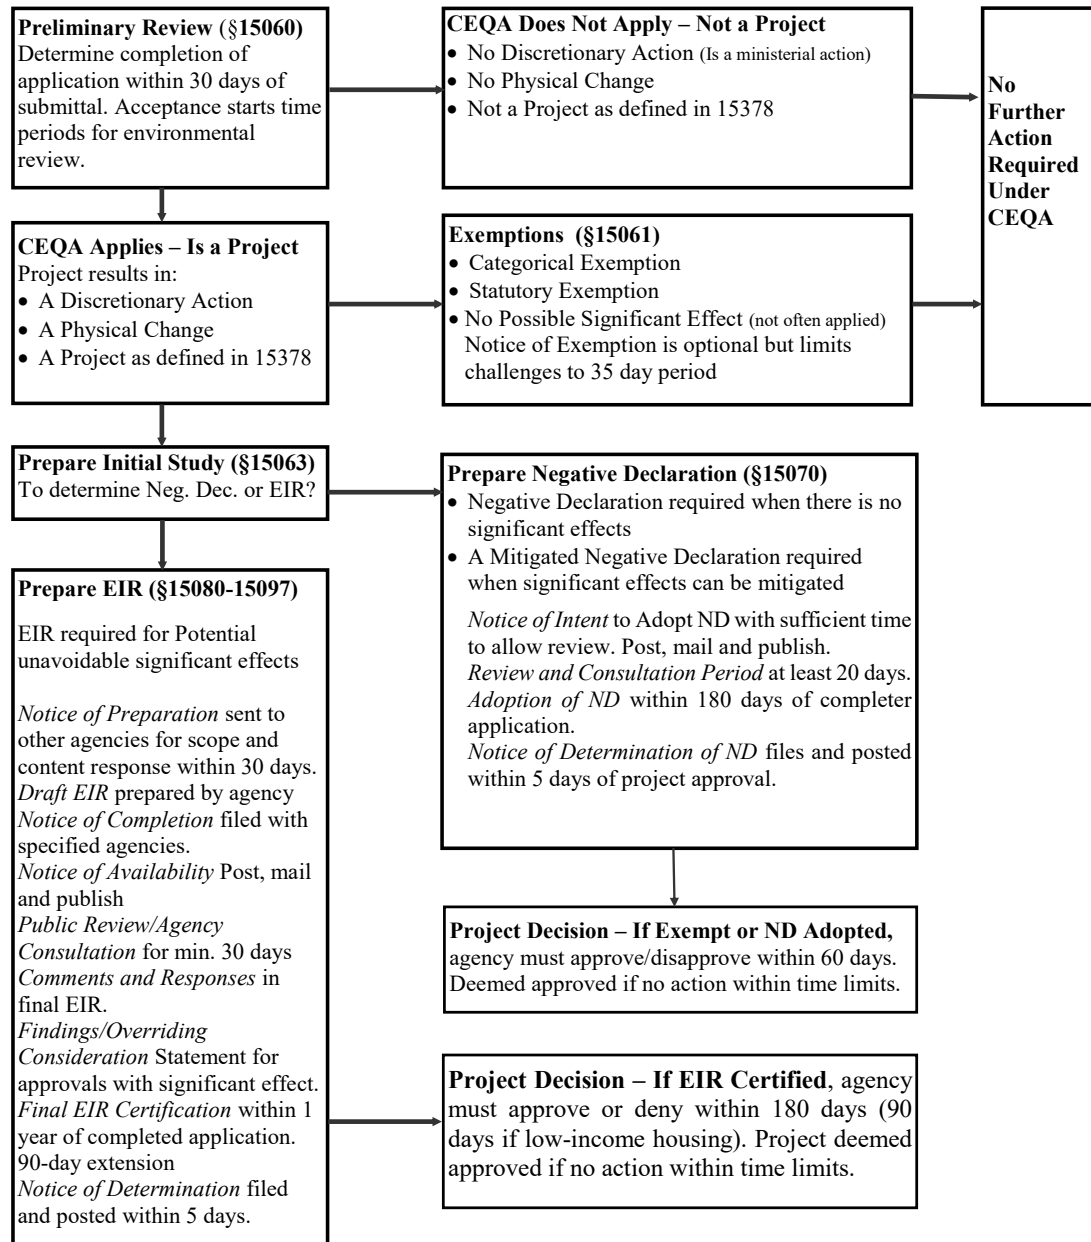 Preliminary Review (§15060)
Determine completion of
application within 30 days of
submittal. Acceptance starts time
periods for environmental
review.
CEQA Does Not Apply – Not a Project
• No Discretionary Action (Is a ministerial action)
• No Physical Change
• Not a Project as defined in 15378
No
Further
Action
Required
Under
CEQA
CEQA Applies – Is a Project
Project results in:
• A Discretionary Action
• A Physical Change
• A Project as defined in 15378
Exemptions (§15061)
• Categorical Exemption
• Statutory Exemption
• No Possible Significant Effect (not often applied)
Notice of Exemption is optional but limits
challenges to 35 day period
Prepare Initial Study (§15063)
To determine Neg. Dec. or EIR?
Prepare Negative Declaration (§15070)
• Negative Declaration required when there is no
significant effects
• A Mitigated Negative Declaration required
when significant effects can be mitigated
Notice of Intent to Adopt ND with sufficient time
to allow review. Post, mail and publish.
Review and Consultation Period at least 20 days.
Adoption of ND within 180 days of completer
application.
Notice of Determination of ND files and posted
within 5 days of project approval.
Prepare EIR (§15080-15097)
EIR required for Potential
unavoidable significant effects
Notice of Preparation sent to
other agencies for scope and
content response within 30 days.
Draft EIR prepared by agency
Notice of Completion filed with
specified agencies.
Notice of Availability Post, mail
and publish
Public Review/Agency
Consultation for min. 30 days
Comments and Responses in
final EIR.
Findings/Overriding
Consideration Statement for
approvals with significant effect.
Final EIR Certification within 1
year of completed application.
90-day extension
Notice of Determination filed
and posted within 5 days.
Project Decision – If Exempt or ND Adopted,
agency must approve/disapprove within 60 days.
Deemed approved if no action within time limits.
Project Decision – If EIR Certified, agency
must approve or deny within 180 days (90
days if low-income housing). Project deemed
approved if no action within time limits.